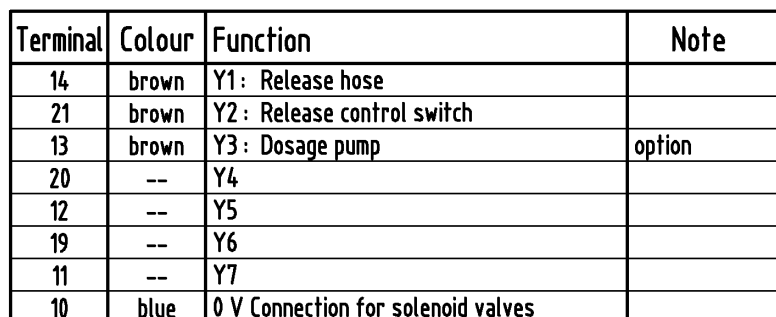 Terminal Colour Function Note
14 brown Y1: Release hose
21 brown Y2: Release control switch
13 brown Y3: Dosage pump option
20 -- Y4
12 -- Y5
19 -- Y6
11 -- Y7
10 blue 0 V Connection for solenoid valves